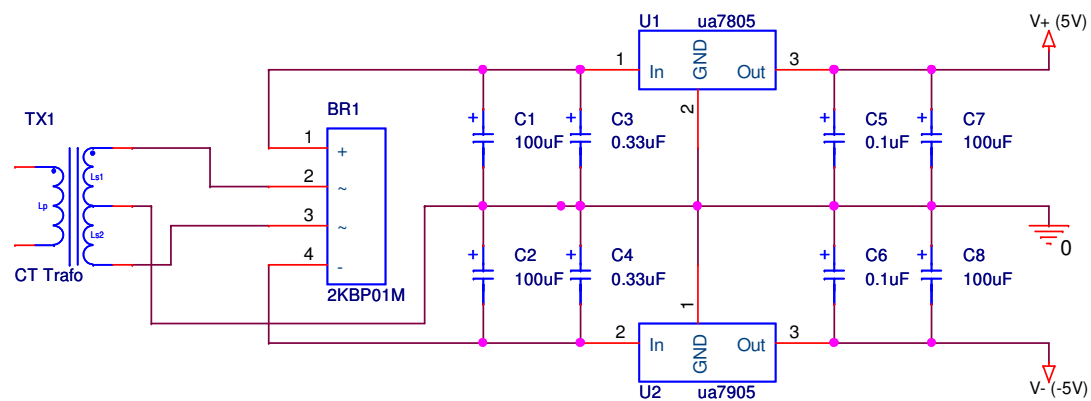 U1 ua7805
V+ (5V)
1 In GND Out 3
2
TX1
BR1
+ C1
100uF
+ C3
0.33uF
+ C5
0.1uF
+ C7
100uF
1 +
2 ~
3 ~
4 -
2KBP01M
Lp
Ls1
Ls2
CT Trafo
0
+ C2
100uF
+ C4
0.33uF
+ C6
0.1uF
+ C8
100uF
1
2 In GND Out 3
U2 ua7905
V- (-5V)